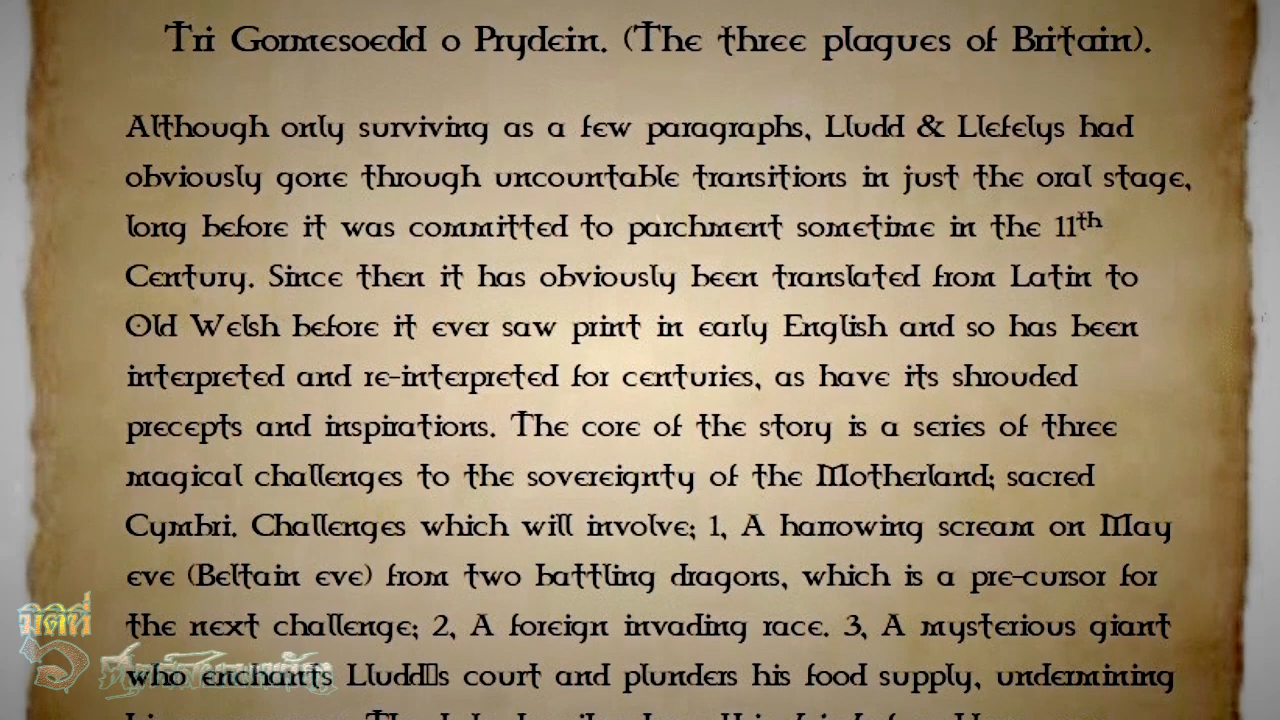 Tri Gormesoedd o Prydein. (The three plagues of Britain).
Although only surviving as a few paragraphs, Lludd & Llefelys had
obviously gone through uncountable transitions in just the oral stage,
long before it was committed to parchment sometime in the 11th
Century. Since then it has obviously been translated from Latin to
Old Welsh before it ever saw print in early English and so has been
interpreted and re-interpreted for centuries, as have its shrouded
precepts and inspirations. The core of the story is a series of three
magical challenges to the sovereignty of the Motherland; sacred
Cymbri. Challenges which will involve; 1, A harrowing scream on May
eve (Beltain eve) from two battling dragons, which is a pre-cursor for
the next challenge; 2, A foreign invading race. 3, A mysterious giant
who enchants Lludd□s court and plunders his food supply, undermining
มิติที่